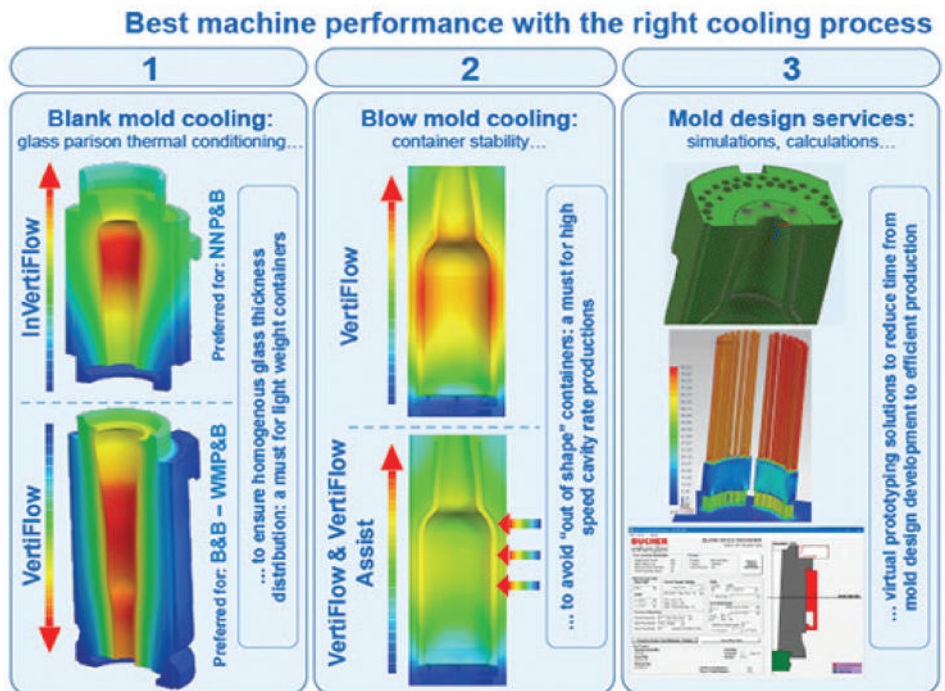 Best machine performance with the right cooling process
1
Blank mold cooling:
glass parison thermal conditioning...
InVertiFlow
Preferred for: NNP&B
VertiFlow
Preferred for: B&B – WMP&B
... to ensure homogenous glass thickness
distribution: a must for light weight containers
2
Blow mold cooling:
container stability...
VertiFlow
VertiFlow & VertiFlow
Assist
... to avoid “out of shape” containers: a must for high
speed cavity rate productions
3
Mold design services:
simulations, calculations...
BUCHER
BLANK MOLD DESIGNER
... virtual prototyping solutions to reduce time from
mold design development to efficient production